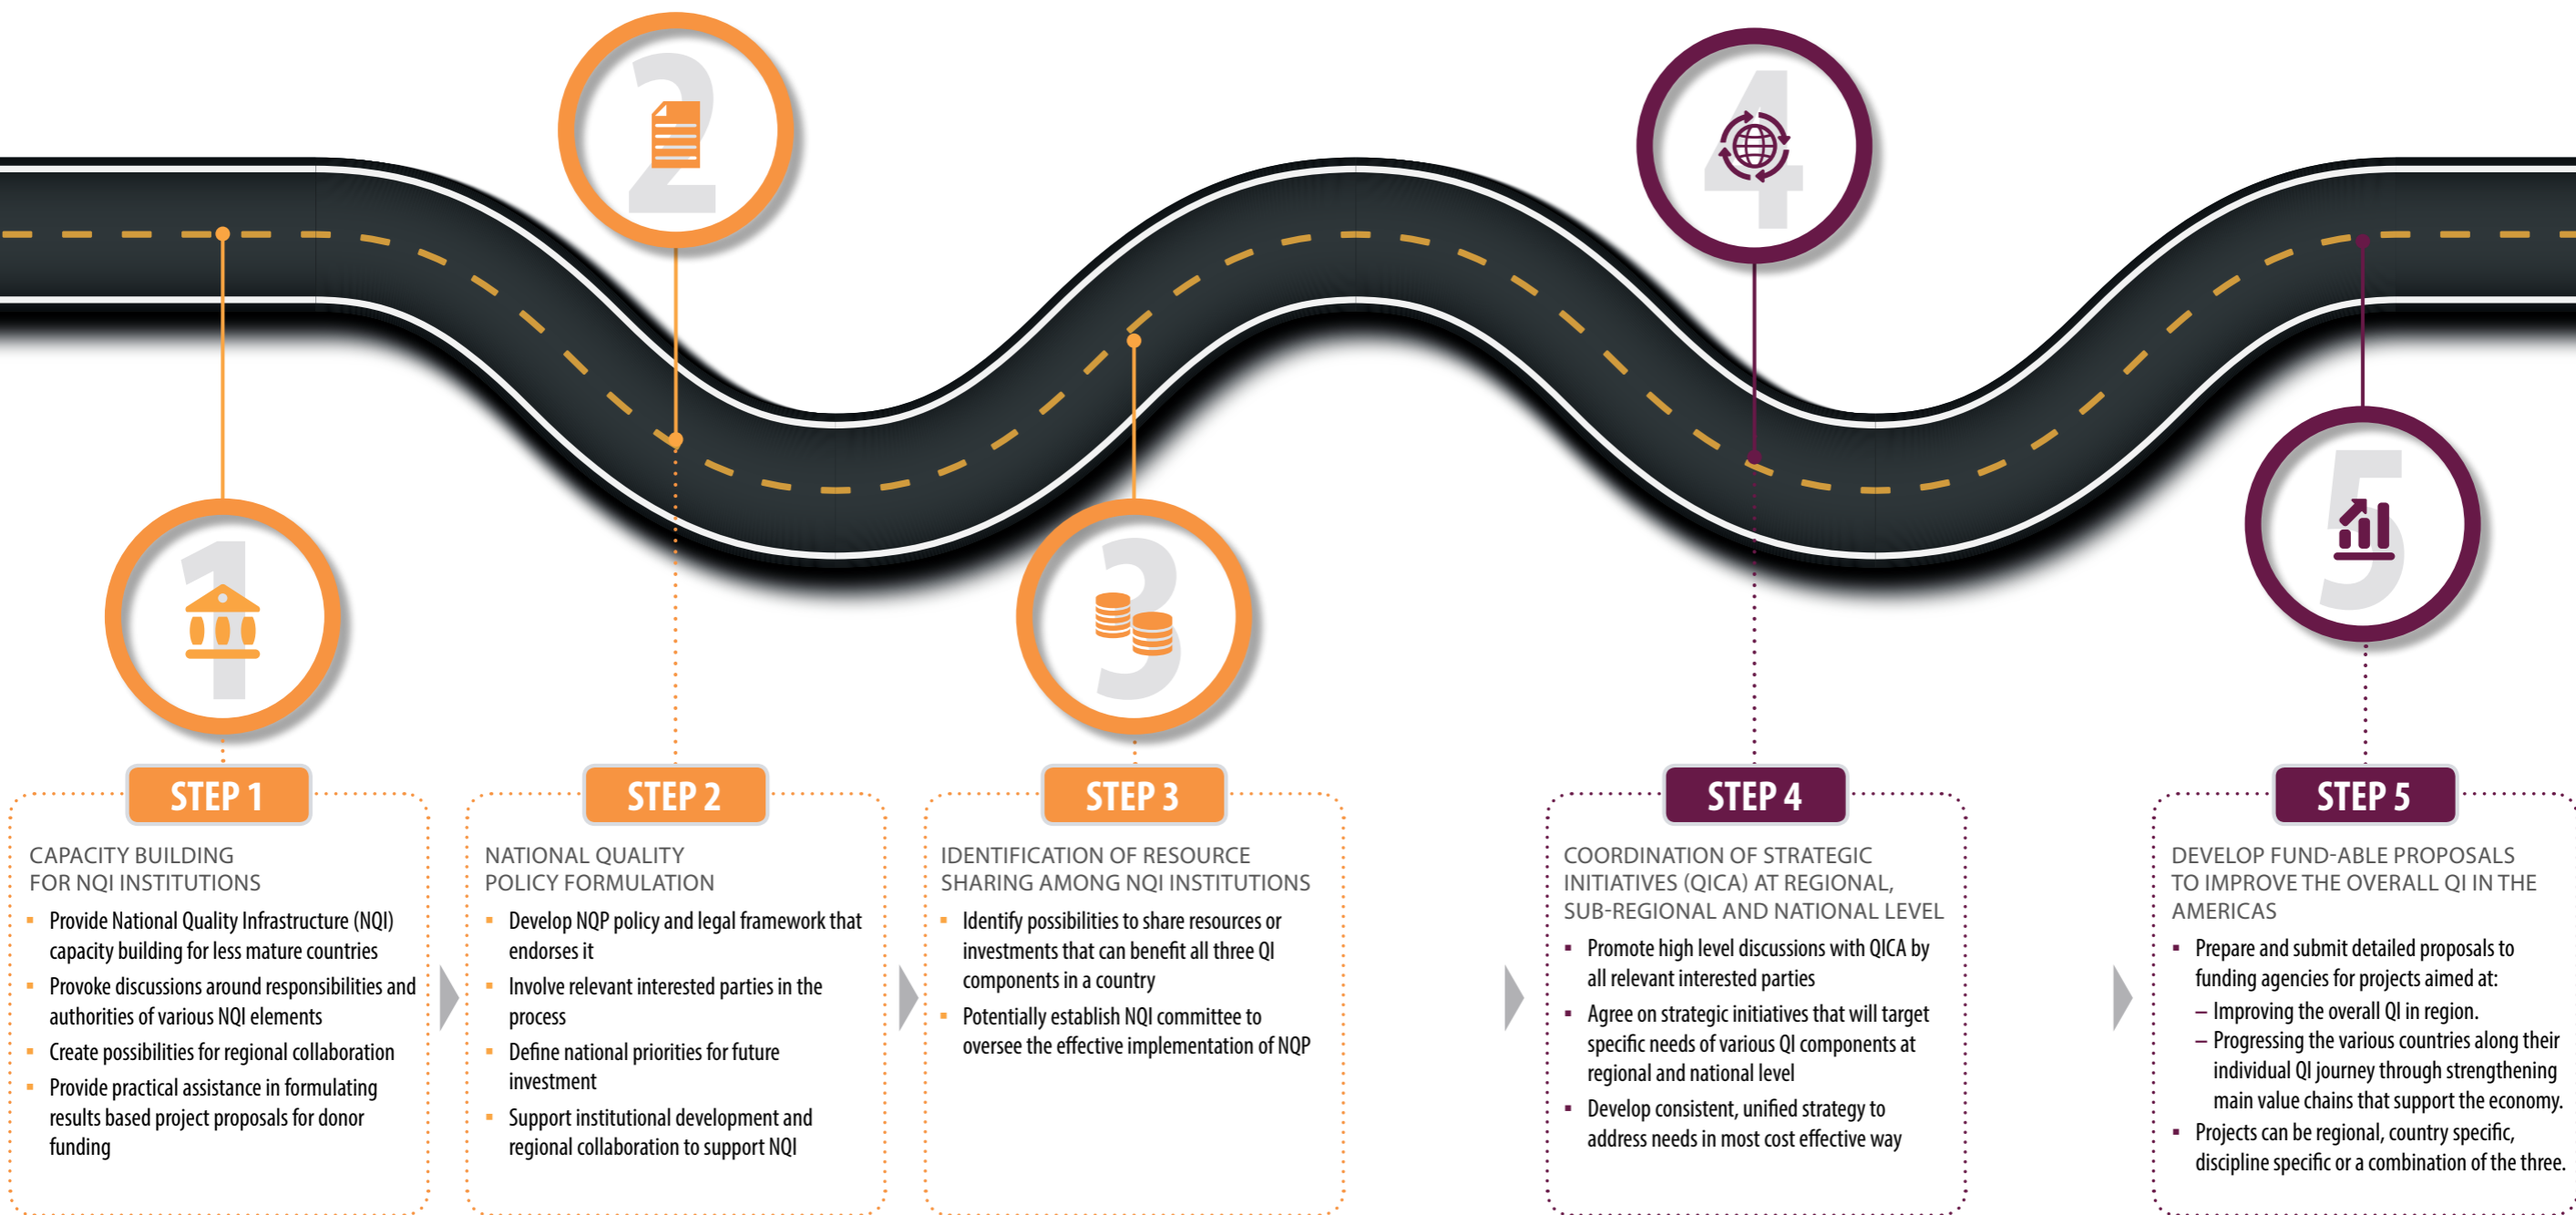 1
2
3
4
5
STEP 1
CAPACITY BUILDING
FOR NQI INSTITUTIONS
▪ Provide National Quality Infrastructure (NQI)
capacity building for less mature countries
▪ Provoke discussions around responsibilities and
authorities of various NQI elements
▪ Create possibilities for regional collaboration
▪ Provide practical assistance in formulating
results based project proposals for donor
funding
STEP 2
NATIONAL QUALITY
POLICY FORMULATION
▪ Develop NQP policy and legal framework that
endorses it
▪ Involve relevant interested parties in the
process
▪ Define national priorities for future
investment
▪ Support institutional development and
regional collaboration to support NQI
STEP 3
IDENTIFICATION OF RESOURCE
SHARING AMONG NQI INSTITUTIONS
▪ Identify possibilities to share resources or
investments that can benefit all three QI
components in a country
▪ Potentially establish NQI committee to
oversee the effective implementation of NQP
STEP 4
COORDINATION OF STRATEGIC
INITIATIVES (QICA) AT REGIONAL,
SUB-REGIONAL AND NATIONAL LEVEL
▪ Promote high level discussions with QICA by
all relevant interested parties
▪ Agree on strategic initiatives that will target
specific needs of various QI components at
regional and national level
▪ Develop consistent, unified strategy to
address needs in most cost effective way
STEP 5
DEVELOP FUND-ABLE PROPOSALS
TO IMPROVE THE OVERALL QI IN THE
AMERICAS
▪ Prepare and submit detailed proposals to
funding agencies for projects aimed at:
– Improving the overall QI in region.
– Progressing the various countries along their
individual QI journey through strengthening
main value chains that support the economy.
▪ Projects can be regional, country specific,
discipline specific or a combination of the three.